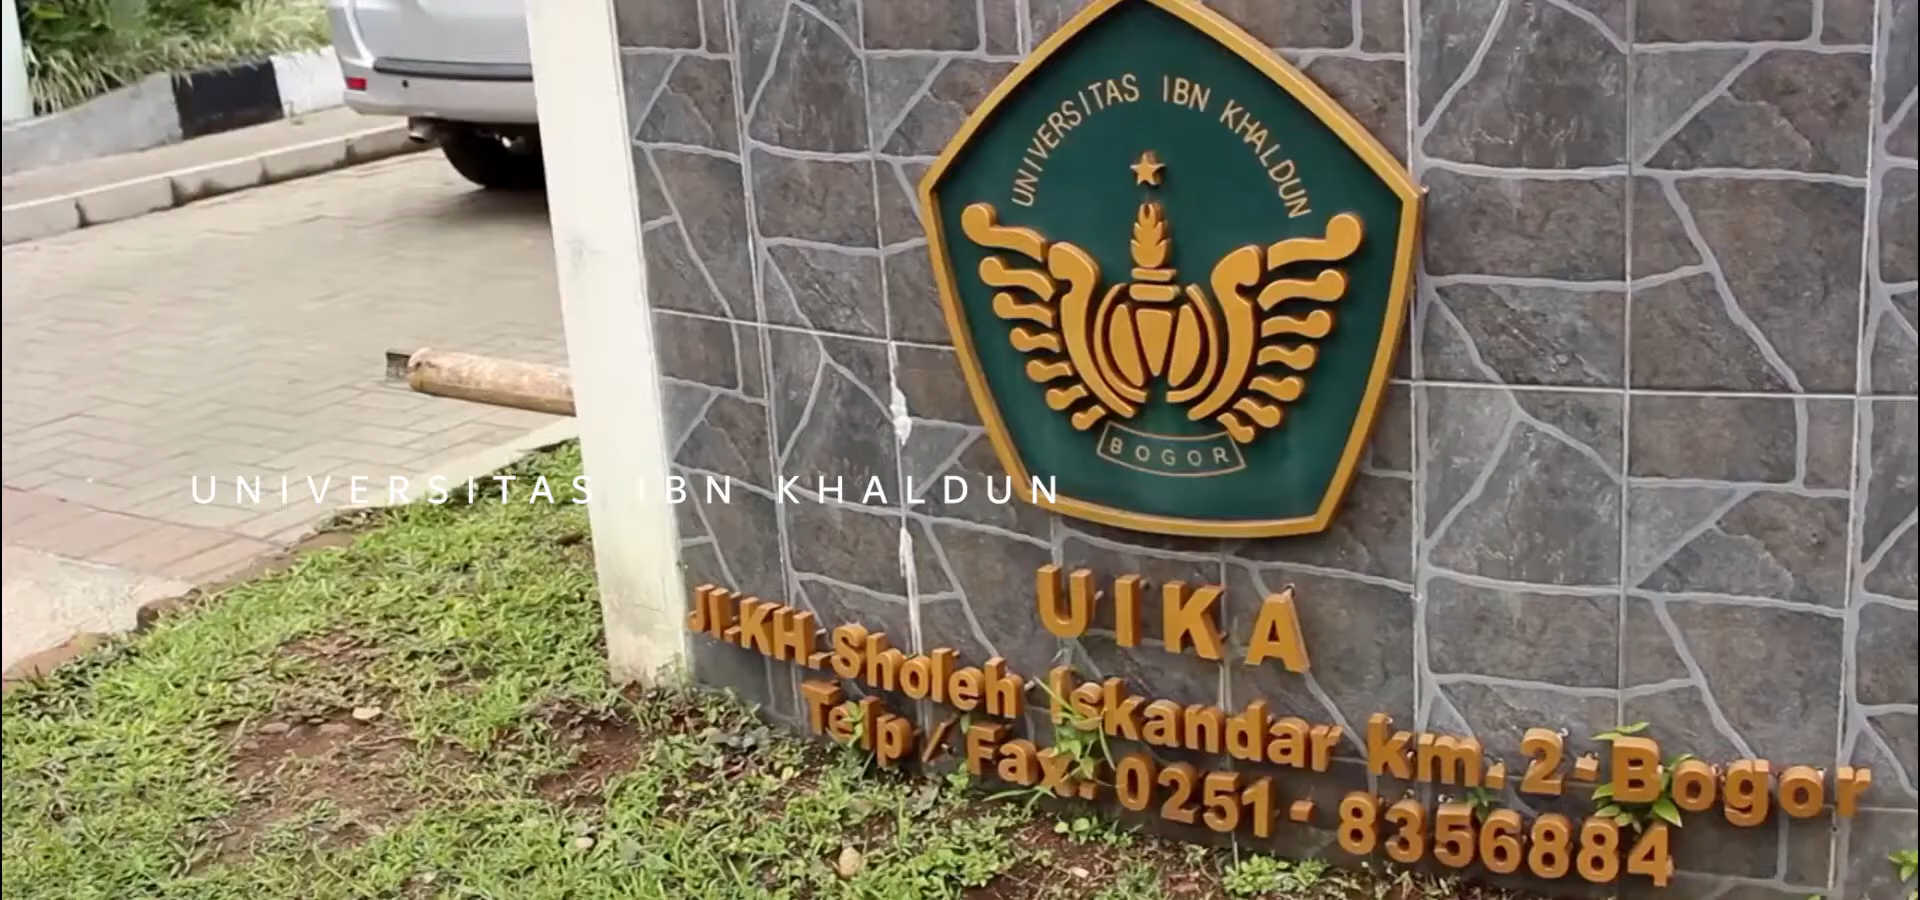 UNIVERSITAS IBN KHALDUN
BOGOR
UNIVERSITAS IBN KHALDUN
UIKA
Jl.KH.Sholeh Iskandar km.2-Bogor
Telp / Fax.: 0251-8356884